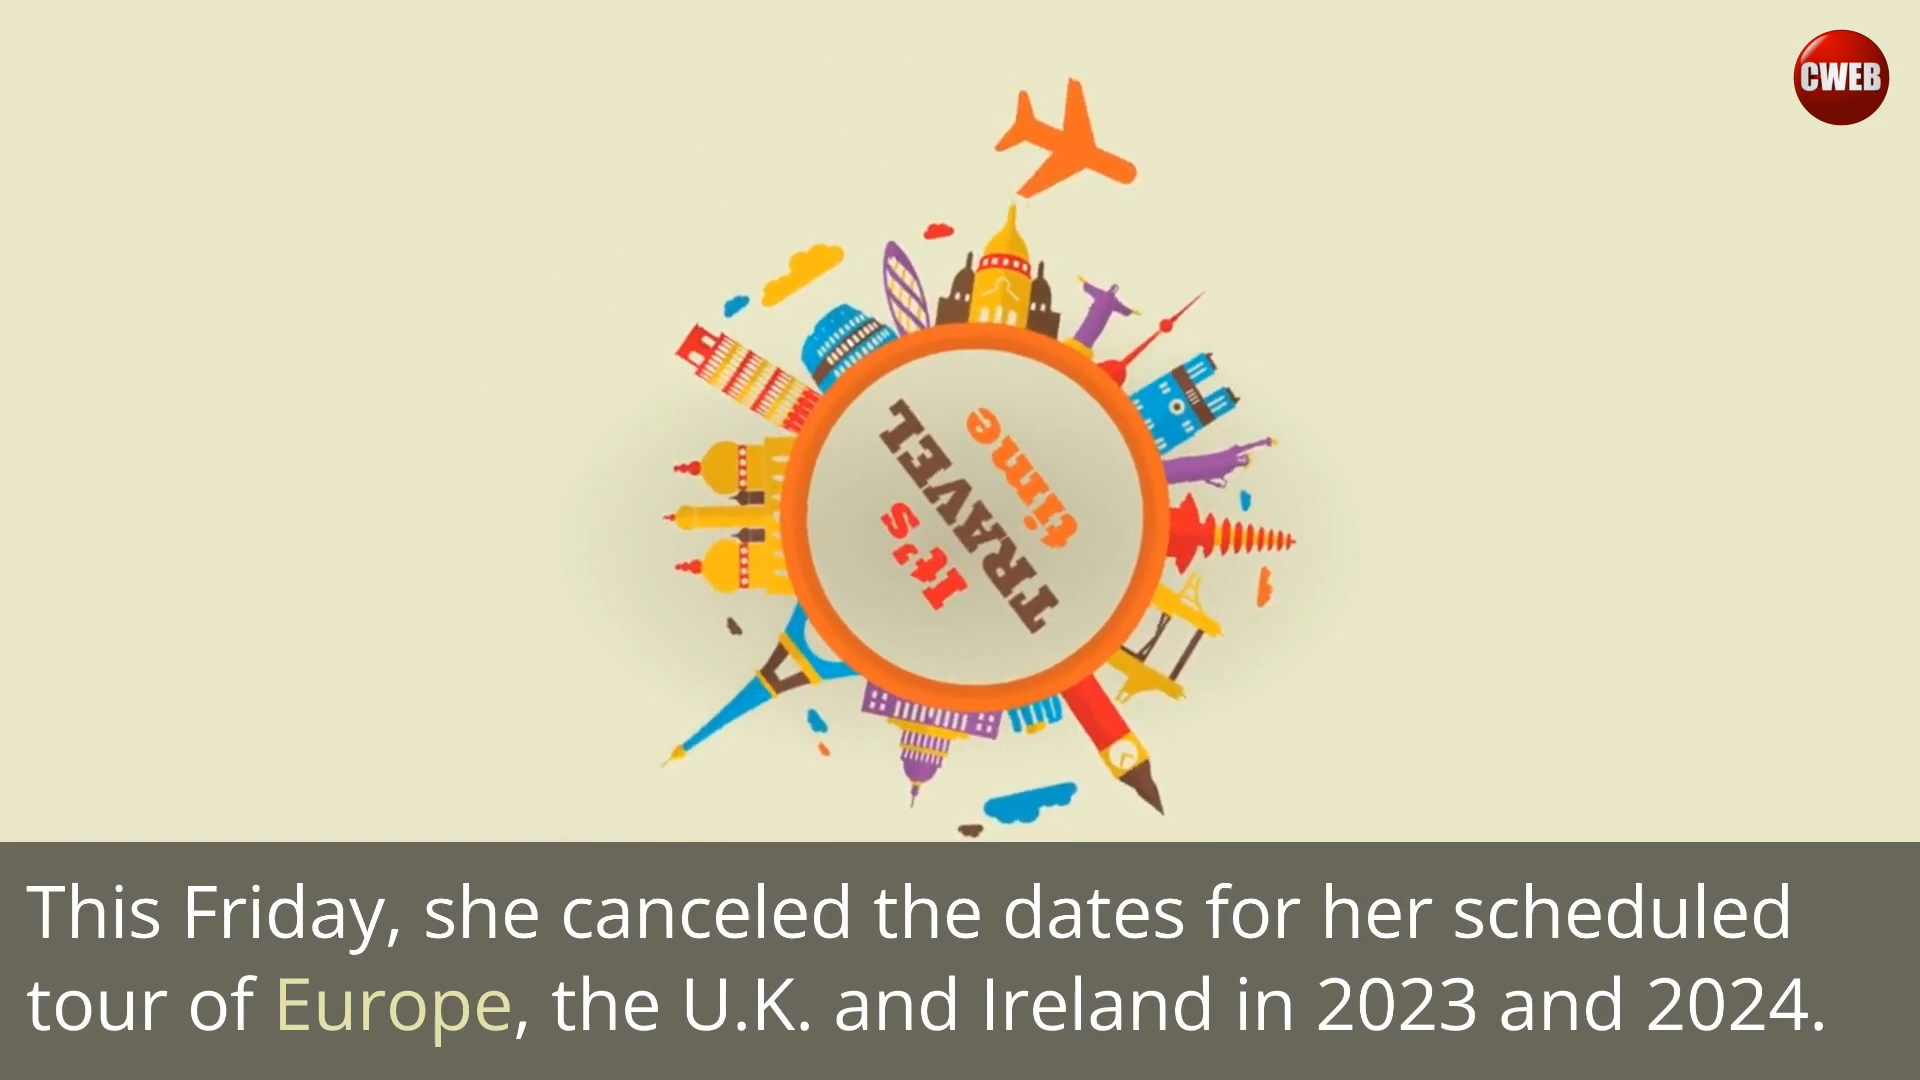 CWEB
It's
TRAVEL
time
This Friday, she canceled the dates for her scheduled
tour of Europe, the U.K. and Ireland in 2023 and 2024.